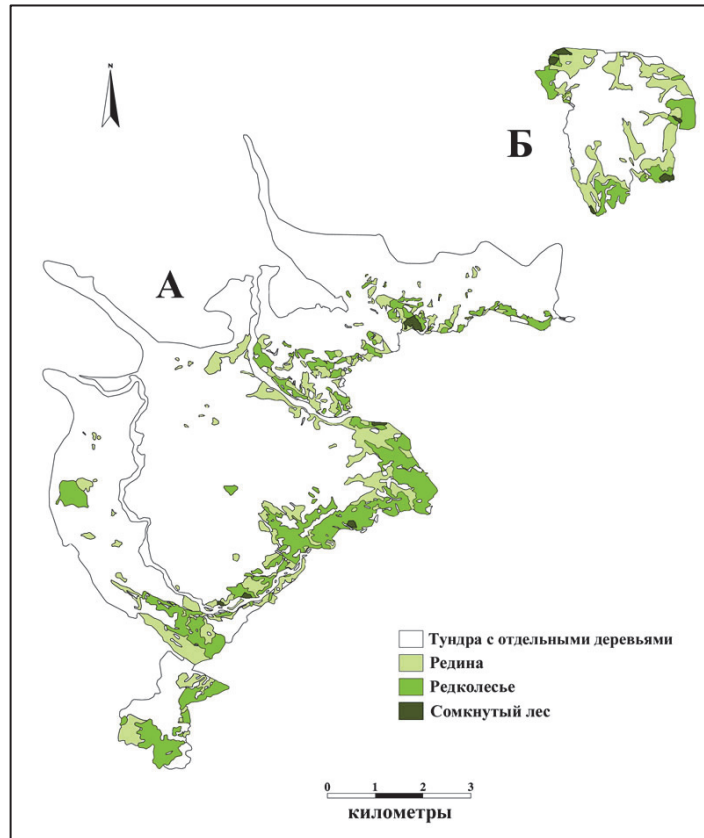 N
Б
А
Тундра с отдельными деревьями
Редина
Редколесье
Сомкнутый лес
0 1 2 3
километры